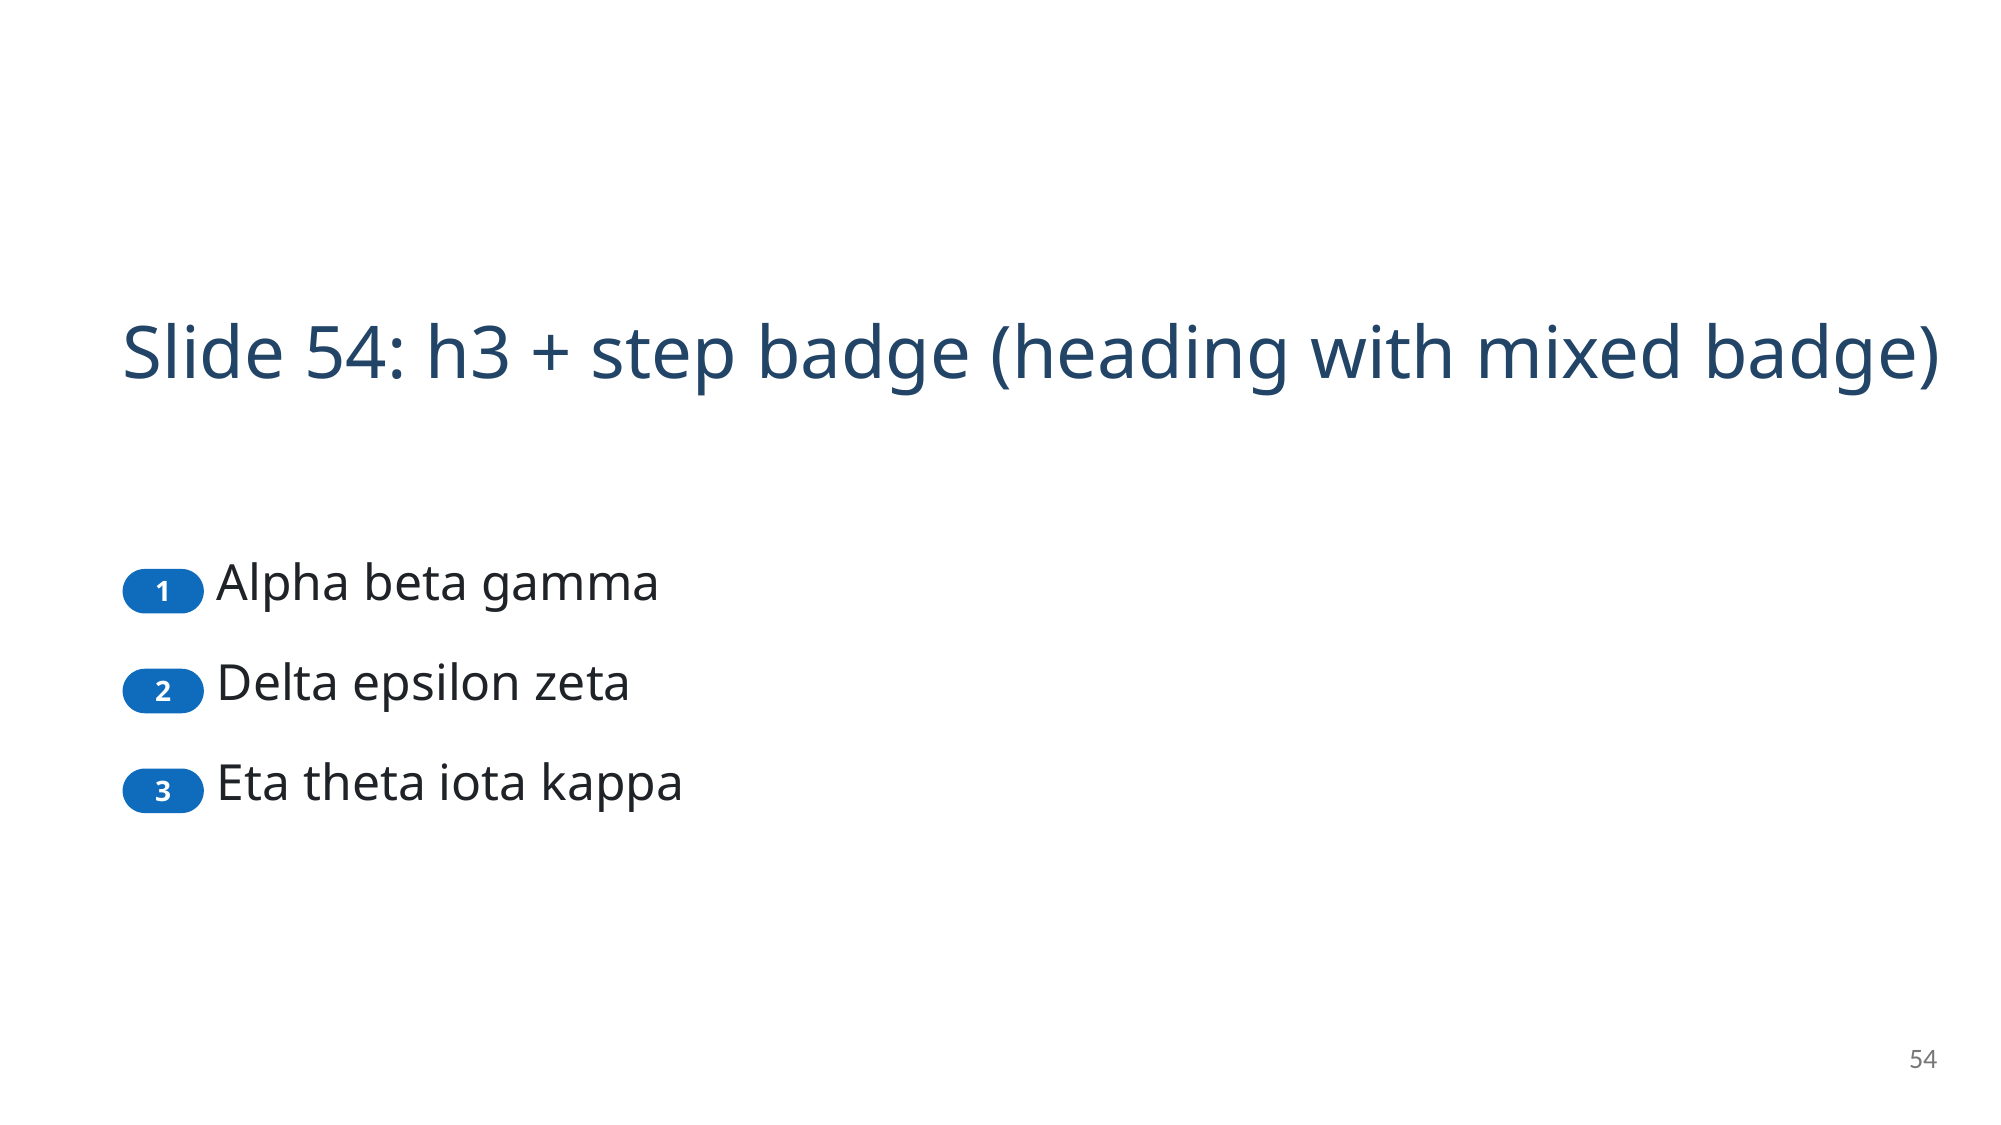 Slide 54: h3 + step badge (heading with mixed badge)
1 Alpha beta gamma
2 Delta epsilon zeta
3 Eta theta iota kappa
54